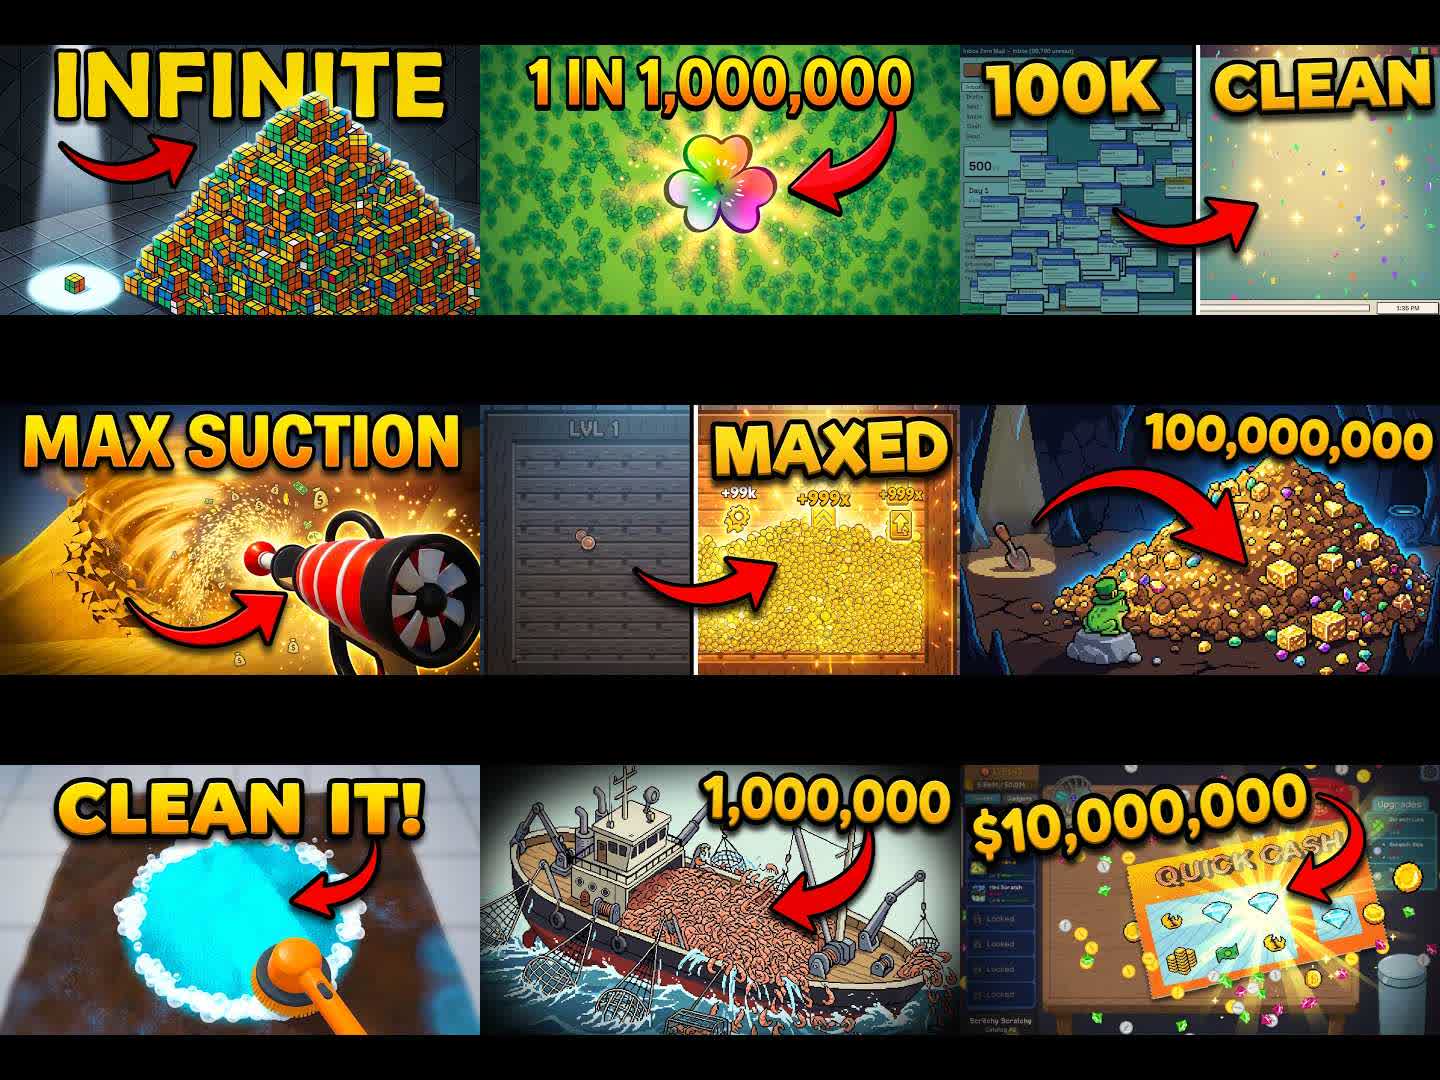 INFINITE
1 IN 1,000,000
100K
500
Day 1
CLEAN
1:35 PM
MAX SUCTION
LVL 1
MAXED
+99k
+999x
+999x
100,000,000
CLEAN IT!
1,000,000
$10,000,000
Upgrades
QUICK CASH
Locked
Locked
Locked
Locked
Scratchy Scratchy